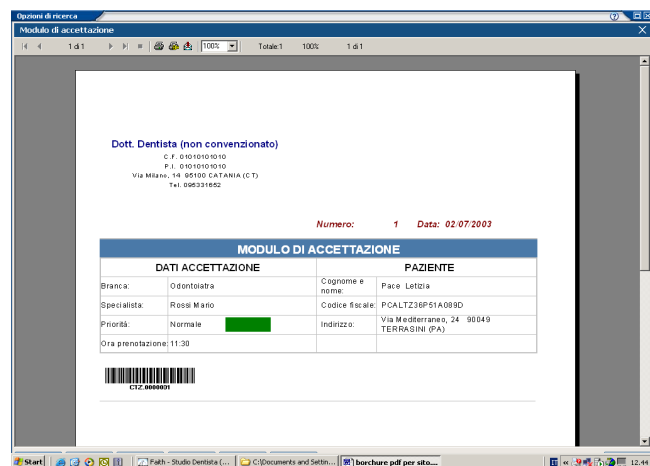 Opzioni di ricerca
Modulo di accettazione
1 di 1 100% Totale:1 100% 1 di 1
Dott. Dentista (non convenzionato)
C.F. 01010101010
P.I. 01010101010
Via Milano, 14 95100 CATANIA (CT)
Tel. 095331652
Numero: 1 Data: 02/07/2003
MODULO DI ACCETTAZIONE
DATI ACCETTAZIONE PAZIENTE
Branca: Odontoiatra Cognome e nome: Pace Letizia
Specialista: Rossi Mario Codice fiscale: PCALTZ36P51A089D
Priorità: Normale Indirizzo: Via Mediterraneo, 24 90049
TERRASINI (PA)
Ora prenotazione: 11:30
CTZ.0000001
Start Faith - Studio Dentista (... C:\Documents and Settin... borchure pdf per sito.... 12.44